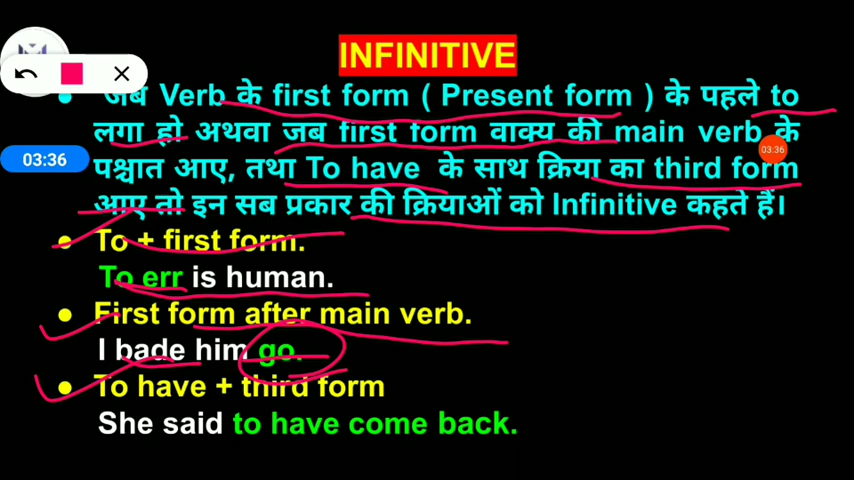 INFINITIVE
जब Verb के first form ( Present form ) के पहले to
लगा हो अथवा जब first form वाक्य की main verb के
03:36
03:36
पश्चात आए, तथा To have के साथ क्रिया का third form
आए तो इन सब प्रकार की क्रियाओं को Infinitive कहते हैं।
To + first form.
To err is human.
First form after main verb.
I bade him go.
To have + third form
She said to have come back.